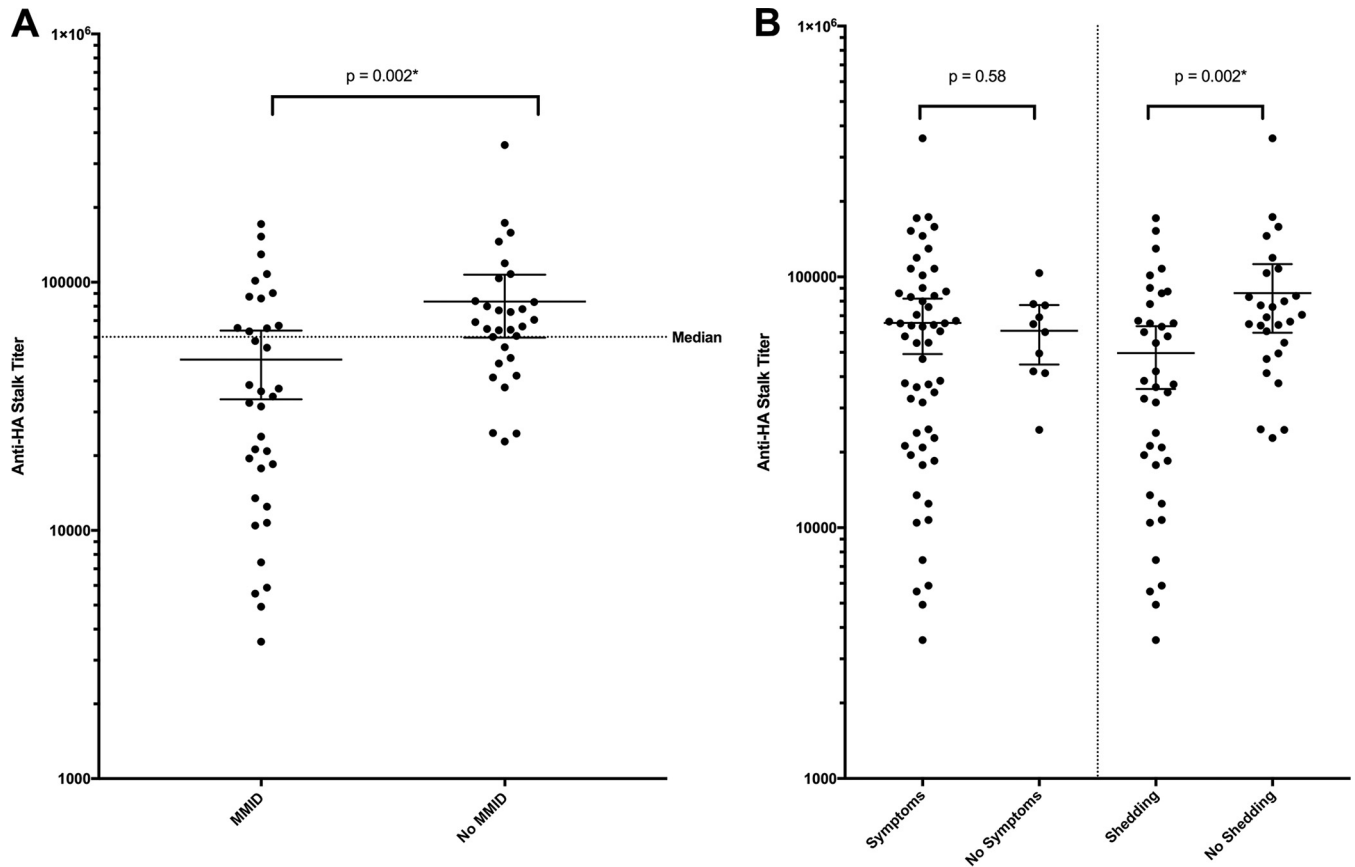 A
1×10⁶
p = 0.002*
100000
Median
Anti-HA Stalk Titer
10000
1000
MMID
No MMID
B
1×10⁶
p = 0.58
p = 0.002*
100000
Anti-HA Stalk Titer
10000
1000
Symptoms
No Symptoms
Shedding
No Shedding